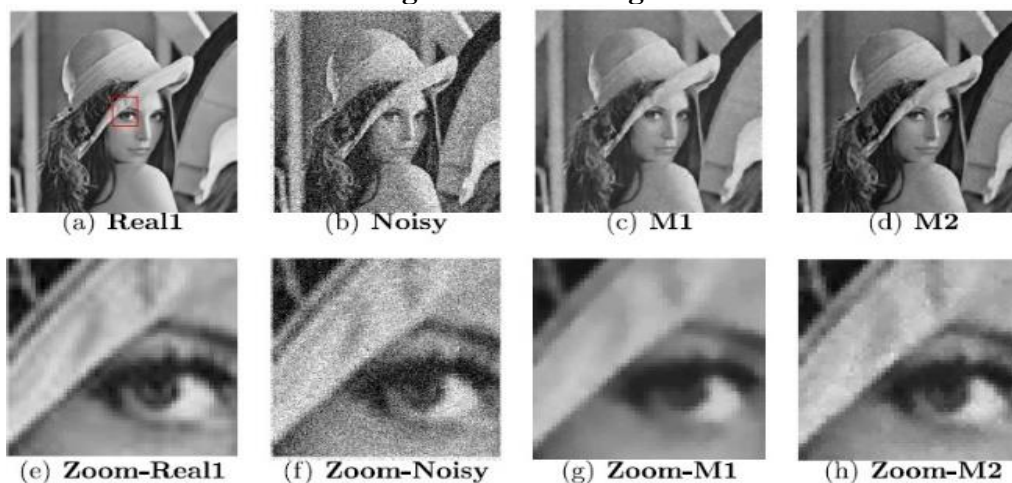 (a) Real1
(b) Noisy
(c) M1
(d) M2
(e) Zoom-Real1
(f) Zoom-Noisy
(g) Zoom-M1
(h) Zoom-M2